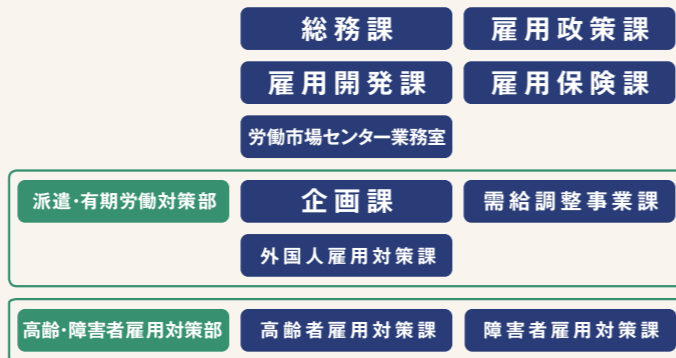 総務課 雇用政策課
雇用開発課 雇用保険課
労働市場センター業務室
派遣・有期労働対策部 企画課 需給調整事業課
外国人雇用対策課
高齢・障害者雇用対策部 高齢者雇用対策課 障害者雇用対策課